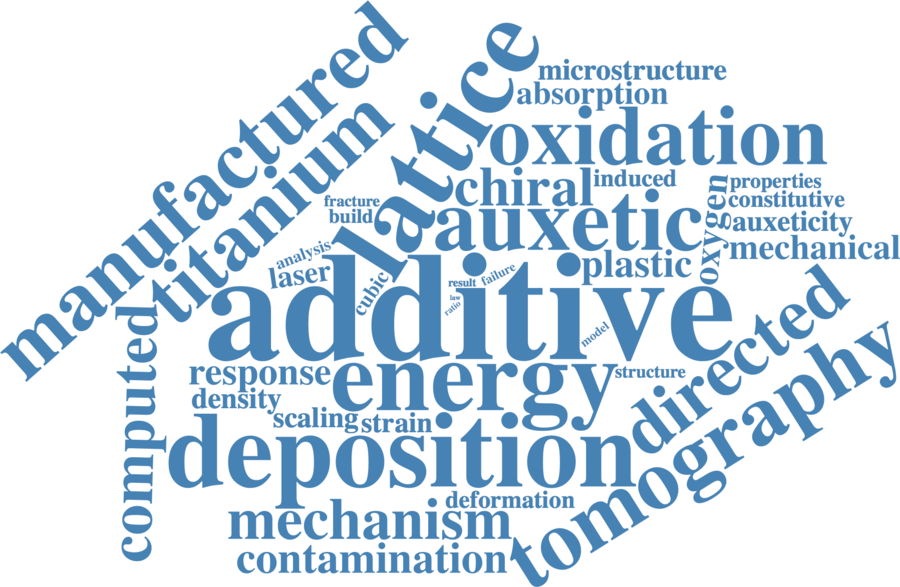 manufactured
titanium
lattice
microstructure
absorption
oxidation
chiral
induced
oxygen
properties
constitutive
auxeticity
mechanical
fracture
build
auxetic
plastic
analysis
laser
cubic
result
failure
law
ratio
model
additive
computed
response
density
energy
structure
directed
scaling
strain
deposition
tomography
deformation
mechanism
contamination